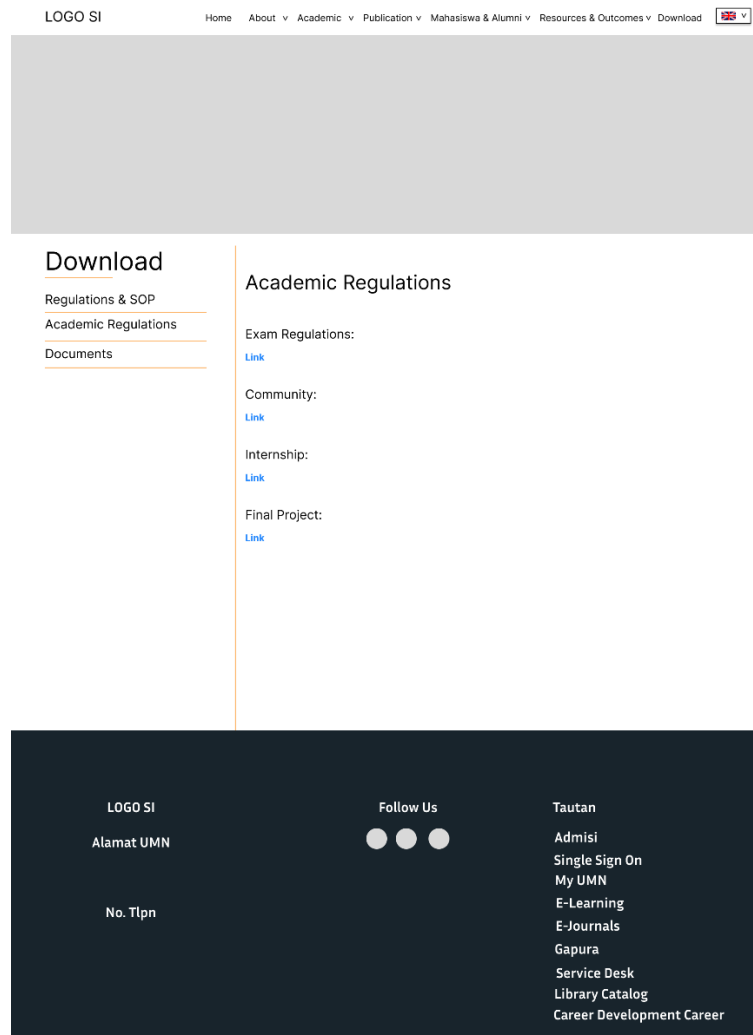 LOGO SI
Home About v Academic v Publication v Mahasiswa & Alumni v Resources & Outcomes v Download v
Download
Regulations & SOP
Academic Regulations
Documents
Academic Regulations
Exam Regulations:
Link
Community:
Link
Internship:
Link
Final Project:
Link
LOGO SI
Alamat UMN
No. Tlpn
Follow Us
Tautan
Admisi
Single Sign On
My UMN
E-Learning
E-Journals
Gapura
Service Desk
Library Catalog
Career Development Career